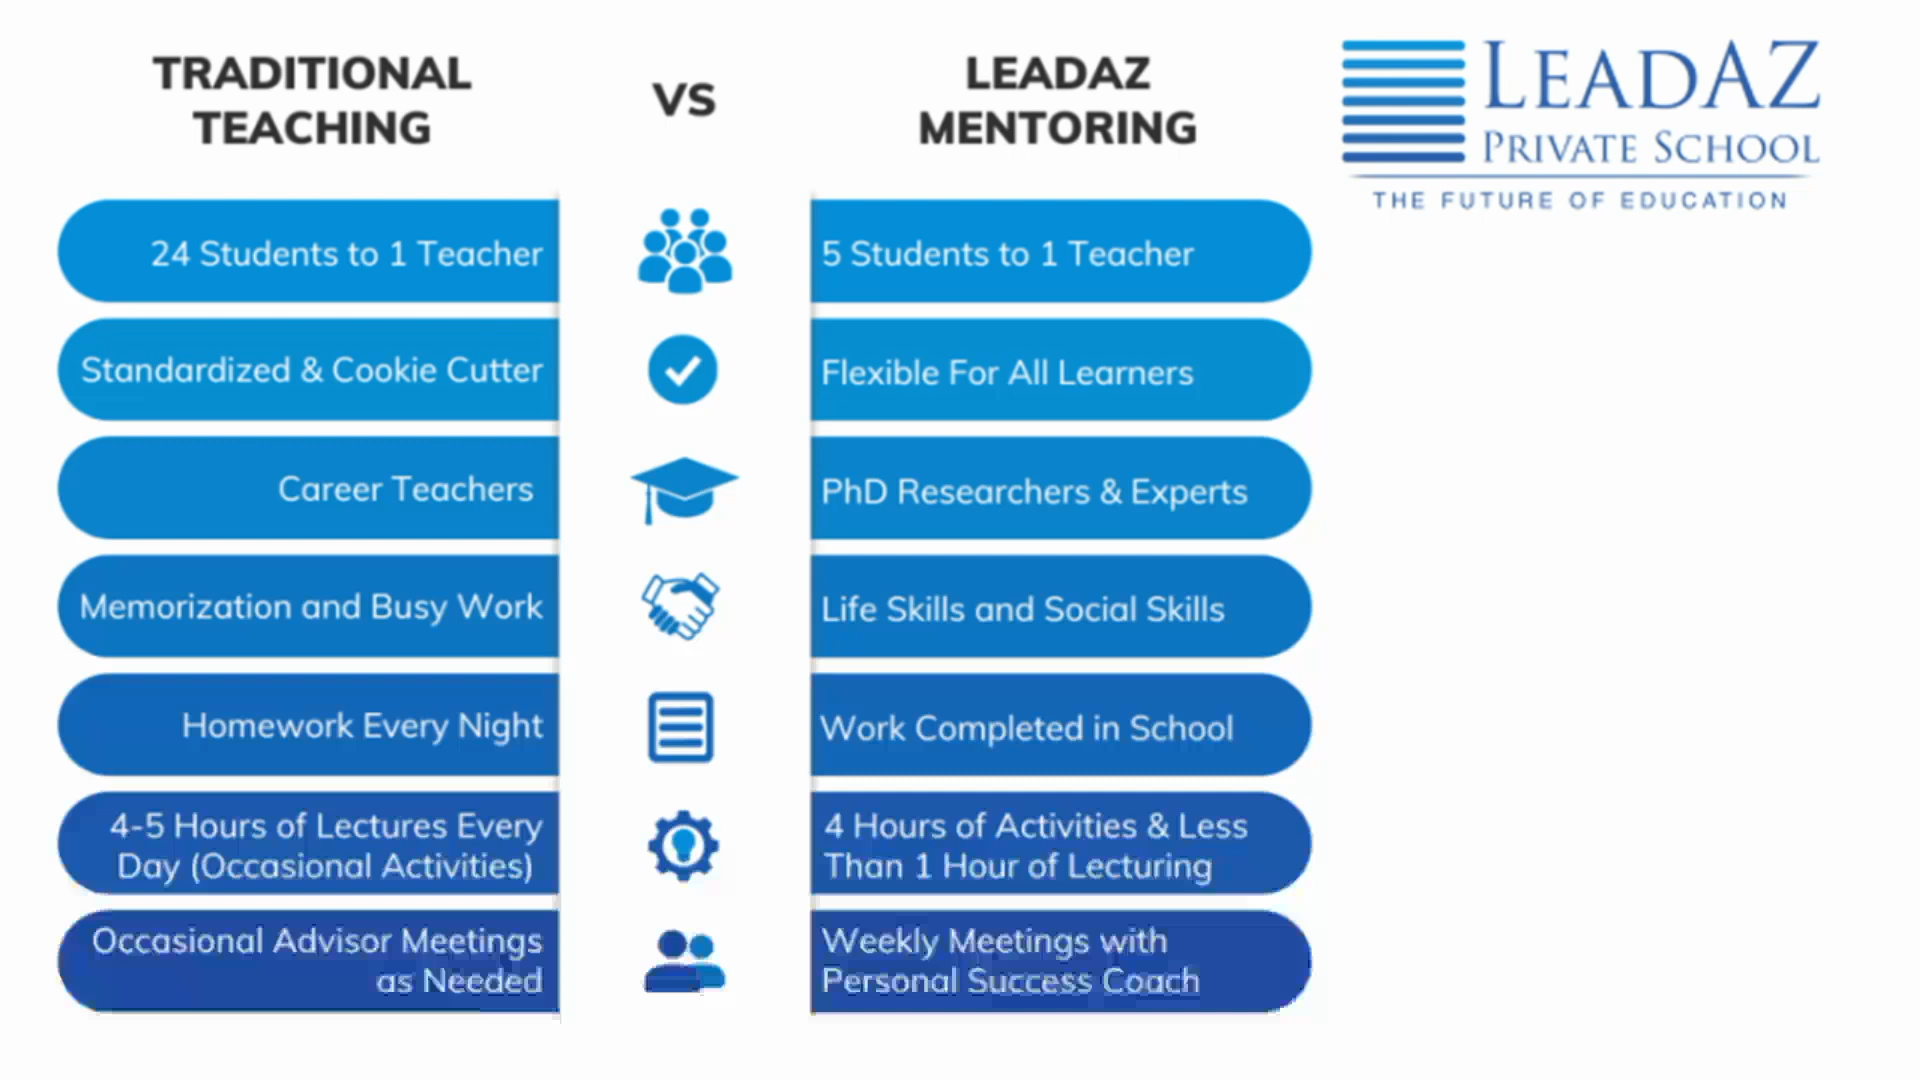 TRADITIONAL
TEACHING
VS
LEADAZ
MENTORING
LEADAZ
PRIVATE SCHOOL
THE FUTURE OF EDUCATION
24 Students to 1 Teacher
5 Students to 1 Teacher
Standardized & Cookie Cutter
Flexible For All Learners
Career Teachers
PhD Researchers & Experts
Memorization and Busy Work
Life Skills and Social Skills
Homework Every Night
Work Completed in School
4-5 Hours of Lectures Every
Day (Occasional Activities)
4 Hours of Activities & Less
Than 1 Hour of Lecturing
Occasional Advisor Meetings
as Needed
Weekly Meetings with
Personal Success Coach